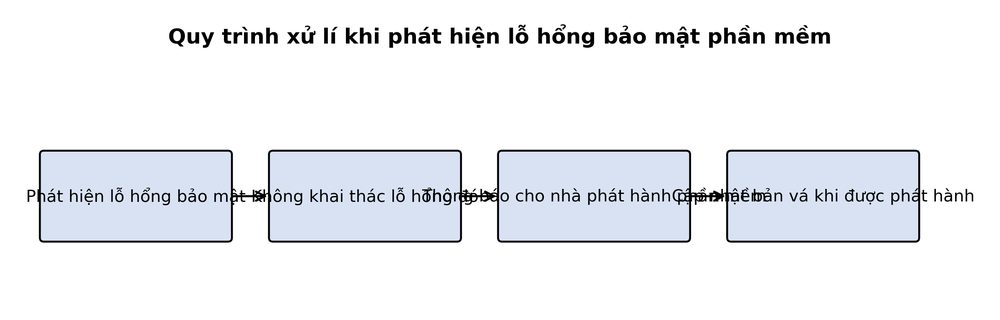 Quy trình xử lí khi phát hiện lỗ hổng bảo mật phần mềm
Phát hiện lỗ hổng bảo mật
Không khai thác lỗ hổng đó
Thông báo cho nhà phát hành phần mềm
Cập nhật bản vá khi được phát hành